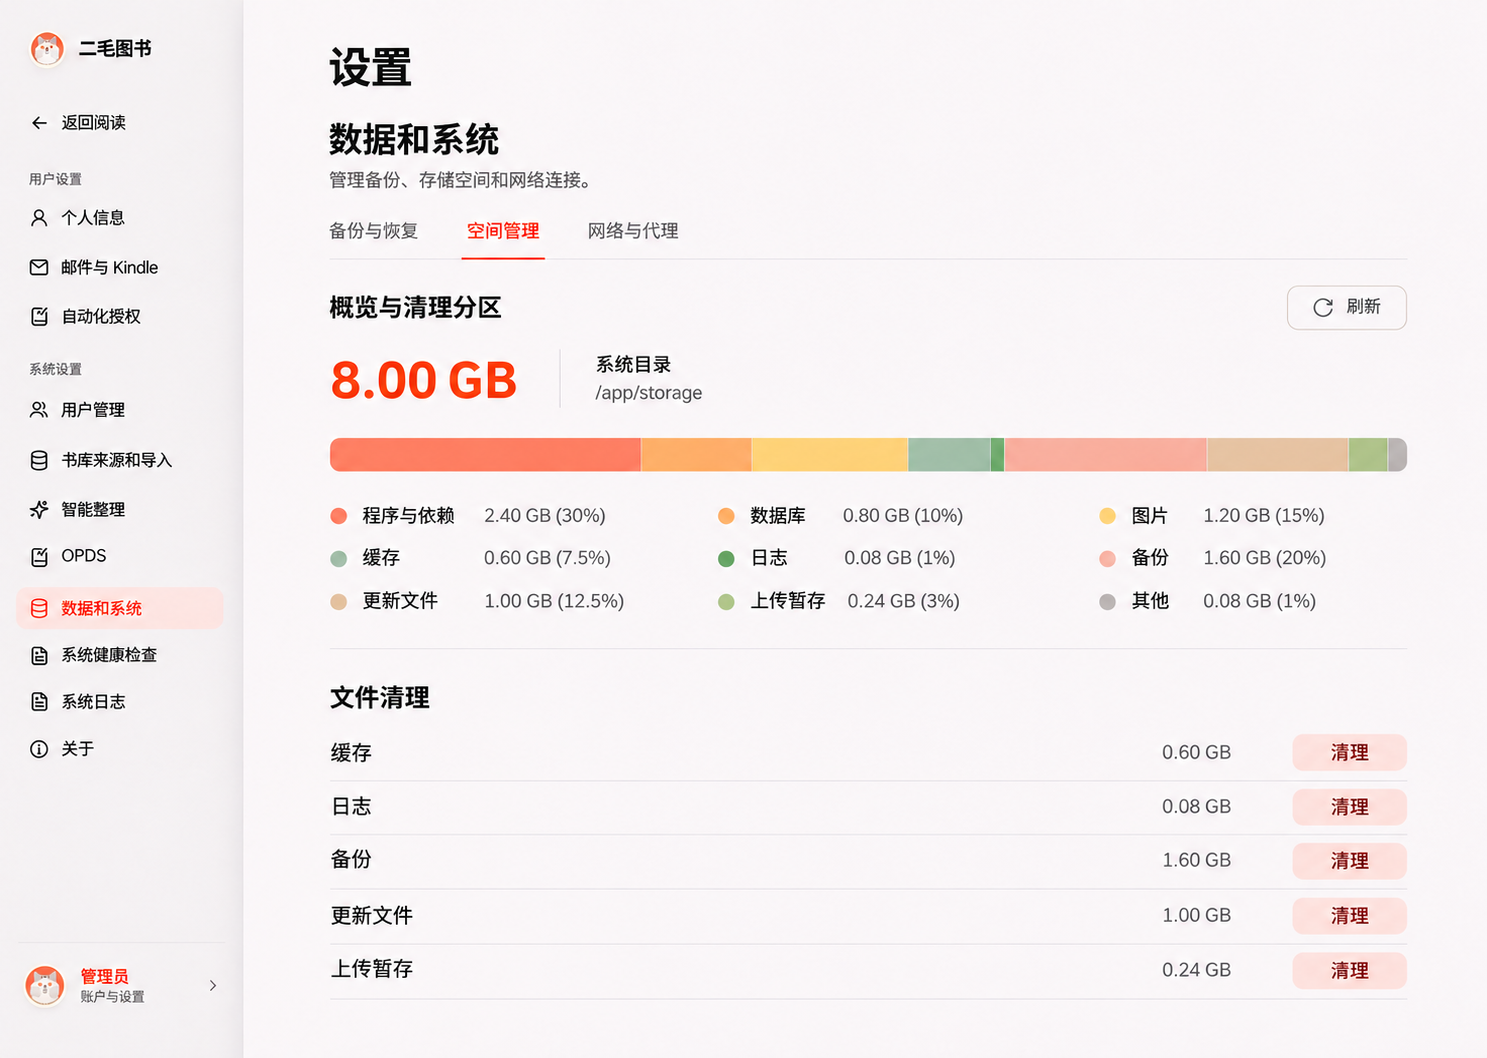 二毛图书
返回阅读
用户设置
个人信息
邮件与 Kindle
自动化授权
系统设置
用户管理
书库来源和导入
智能整理
OPDS
数据和系统
系统健康检查
系统日志
关于
管理员
账户与设置
设置
数据和系统
管理备份、存储空间和网络连接。
备份与恢复 空间管理 网络与代理
概览与清理分区 刷新
8.00 GB
系统目录
/app/storage
程序与依赖 2.40 GB (30%) 数据库 0.80 GB (10%) 图片 1.20 GB (15%)
缓存 0.60 GB (7.5%) 日志 0.08 GB (1%) 备份 1.60 GB (20%)
更新文件 1.00 GB (12.5%) 上传暂存 0.24 GB (3%) 其他 0.08 GB (1%)
文件清理
缓存 0.60 GB 清理
日志 0.08 GB 清理
备份 1.60 GB 清理
更新文件 1.00 GB 清理
上传暂存 0.24 GB 清理